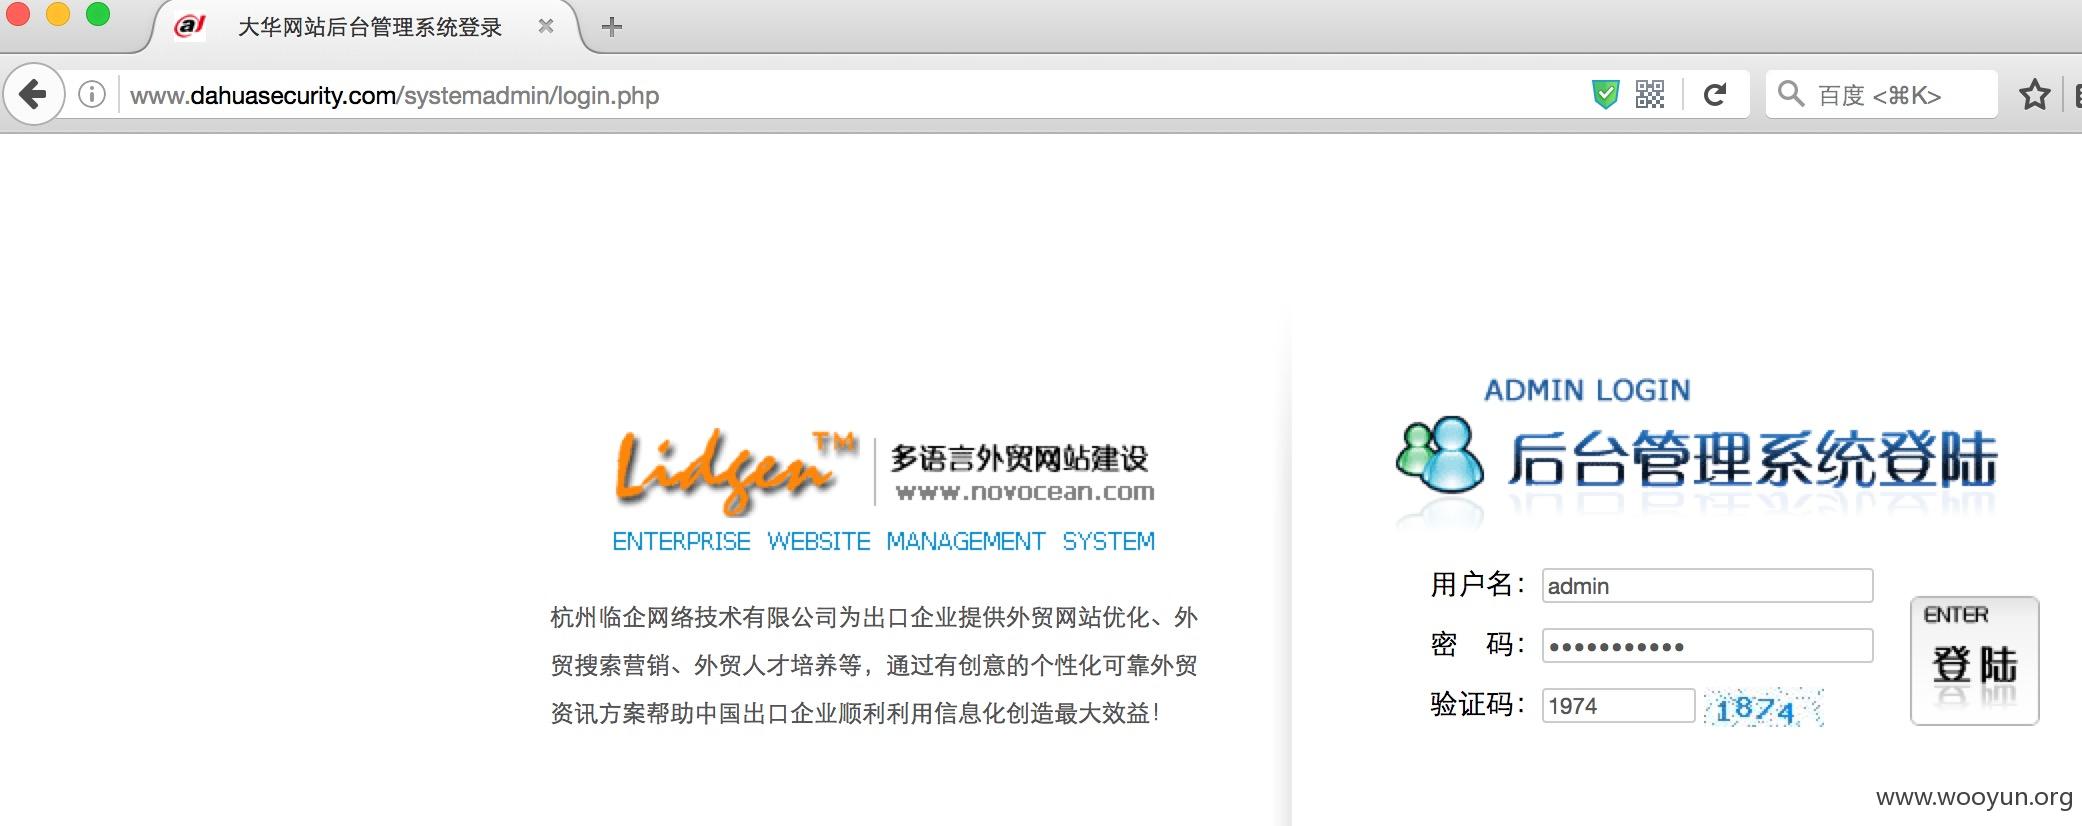 大华网站后台管理系统登录
www.dahuasecurity.com/systemadmin/login.php
百度 <⌘K>
ADMIN LOGIN
后台管理系统登陆
Lidgen™
多语言外贸网站建设
www.novocean.com
ENTERPRISE WEBSITE MANAGEMENT SYSTEM
杭州临企网络技术有限公司为出口企业提供外贸网站优化、外
贸搜索营销、外贸人才培养等，通过有创意的个性化可靠外贸
资讯方案帮助中国出口企业顺利利用信息化创造最大效益！
用户名： admin
密 码： •••••••••••
验证码： 1974 1874
ENTER
登陆
www.wooyun.org